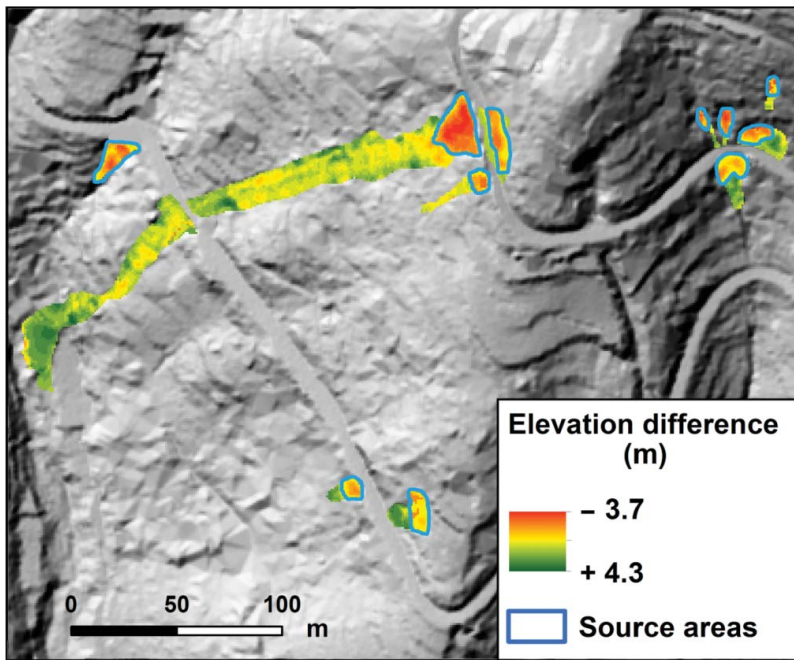 Elevation difference
(m)
− 3.7
+ 4.3
Source areas
0 50 100
m